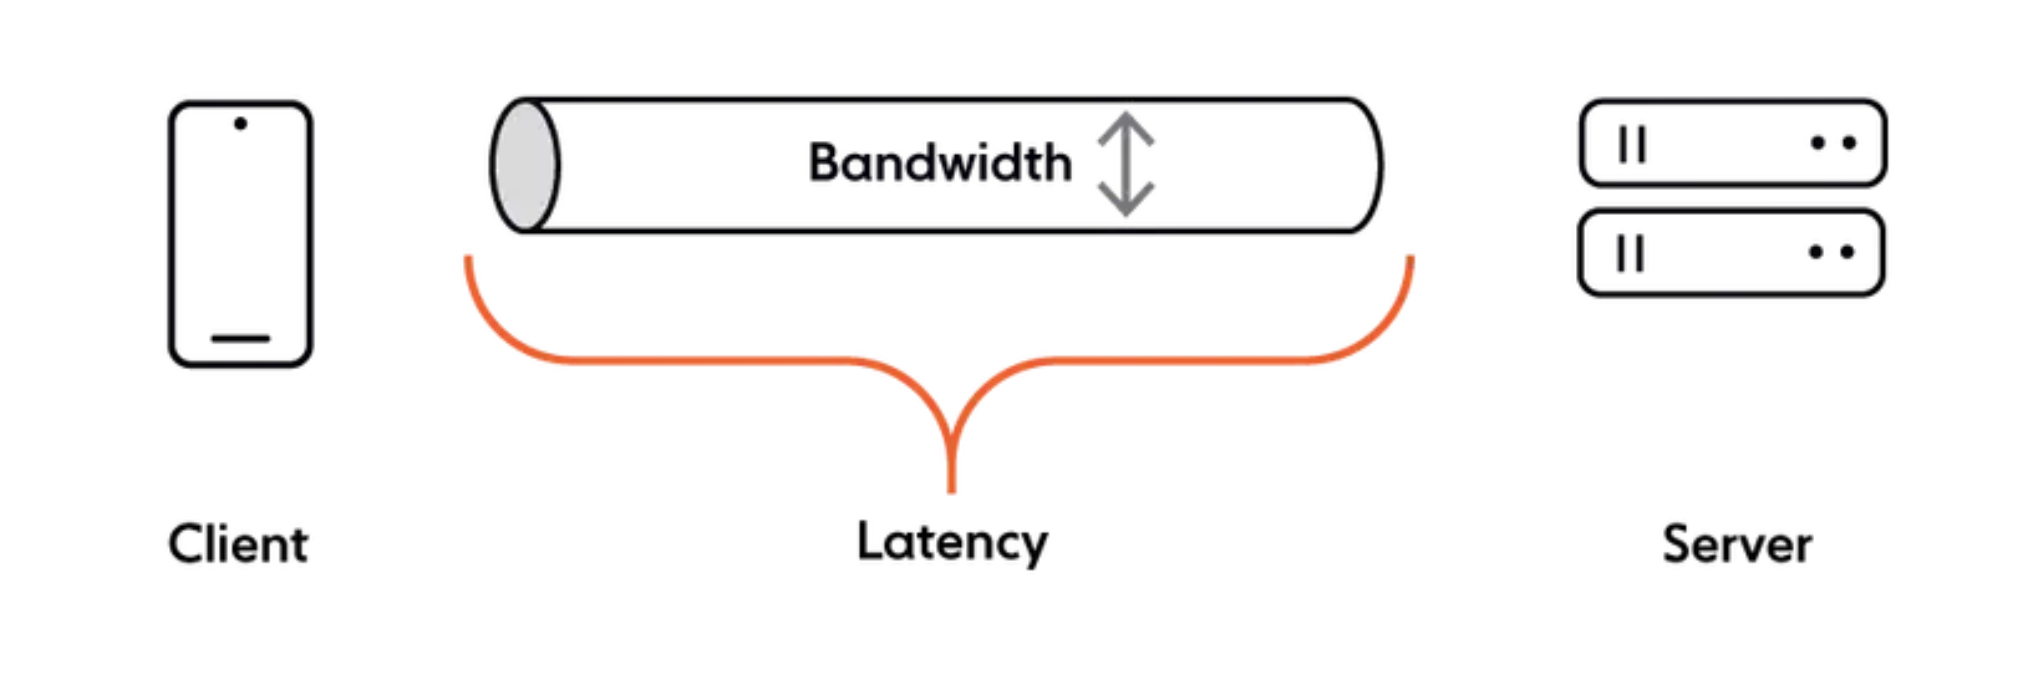 Bandwidth
Client
Latency
Server